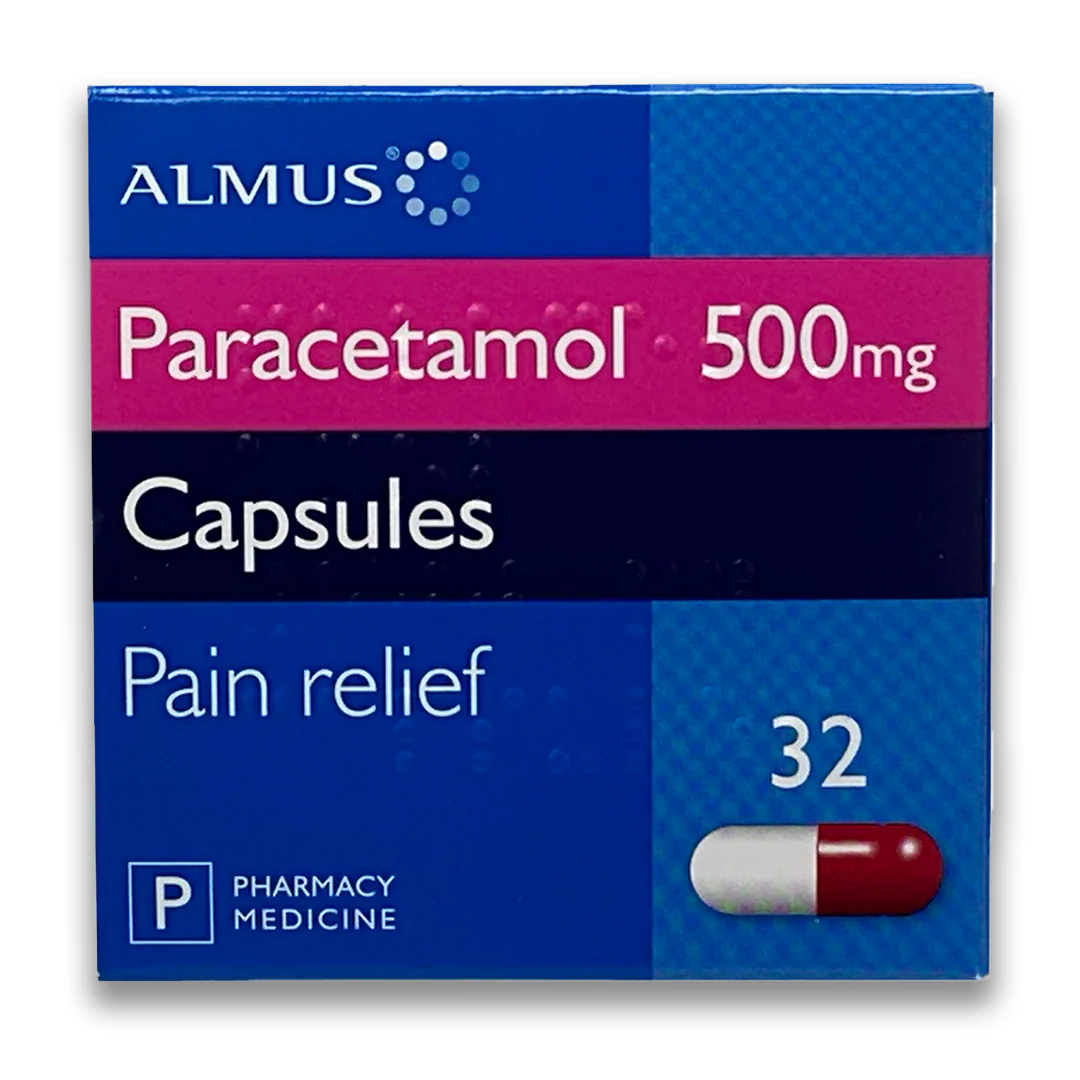 ALMUS®
Paracetamol 500mg
Capsules
Pain relief
32
P PHARMACY
MEDICINE